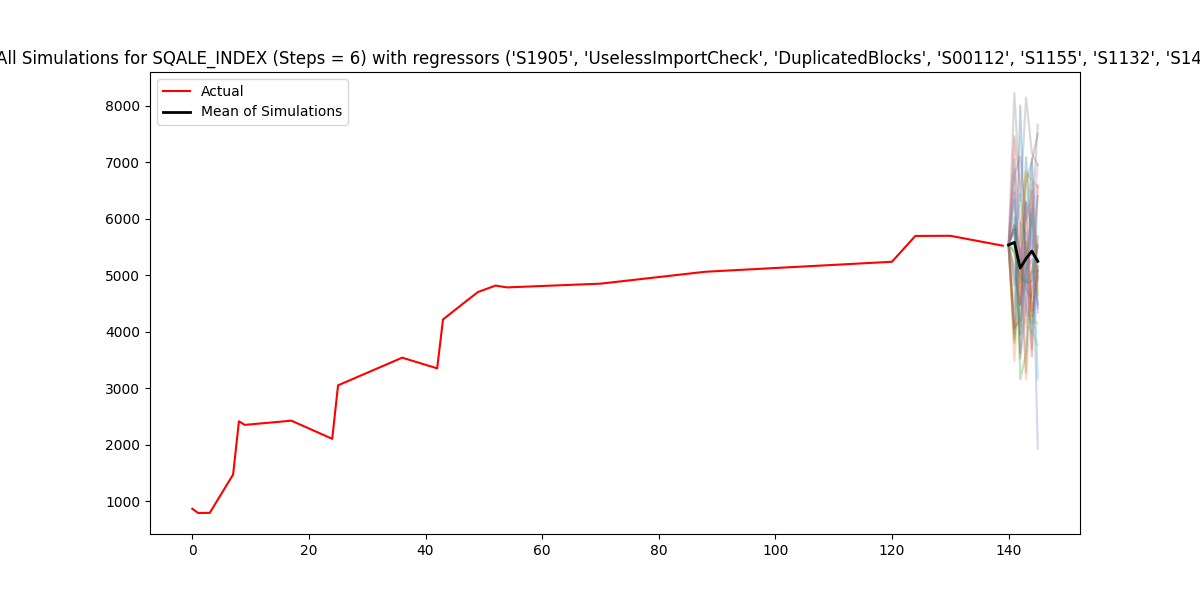 All Simulations for SQALE_INDEX (Steps = 6) with regressors ('S1905', 'UselessImportCheck', 'DuplicatedBlocks', 'S00112', 'S1155', 'S1132', 'S14
Actual
Mean of Simulations
8000
7000
6000
5000
4000
3000
2000
1000
0 20 40 60 80 100 120 140